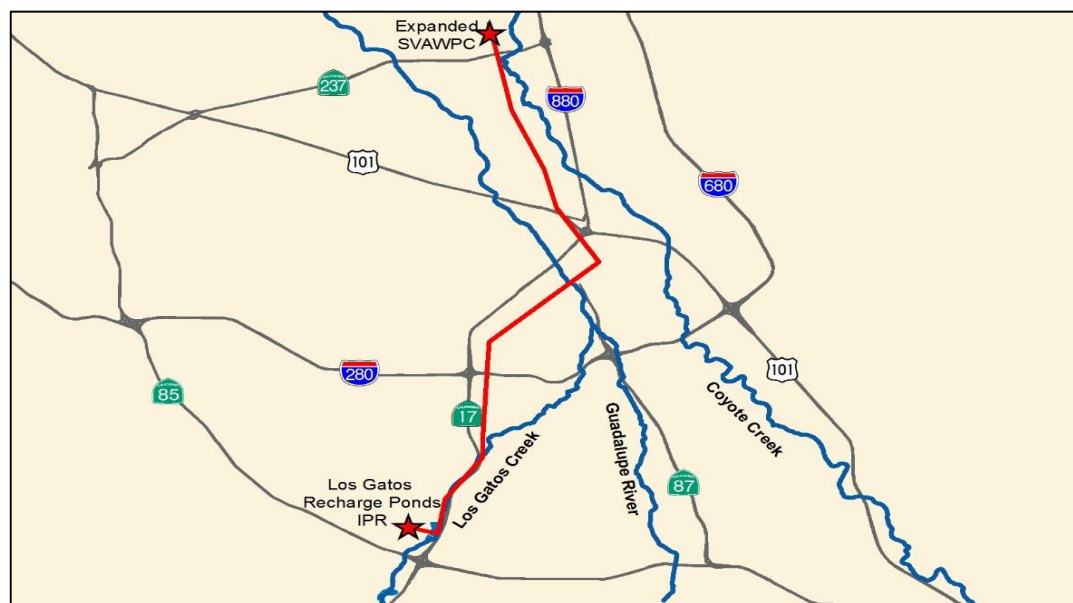 Expanded
SVAWPC
237
880
101
680
280
85
17
101
87
Los Gatos Creek
Guadalupe River
Coyote Creek
Los Gatos
Recharge Ponds
IPR